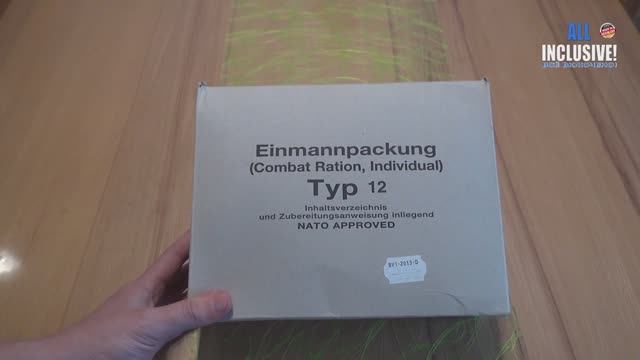 ALL
INCLUSIVE!
Einmannpackung
(Combat Ration, Individual)
Typ 12
Inhaltsverzeichnis
und Zubereitungsanweisung inliegend
NATO APPROVED